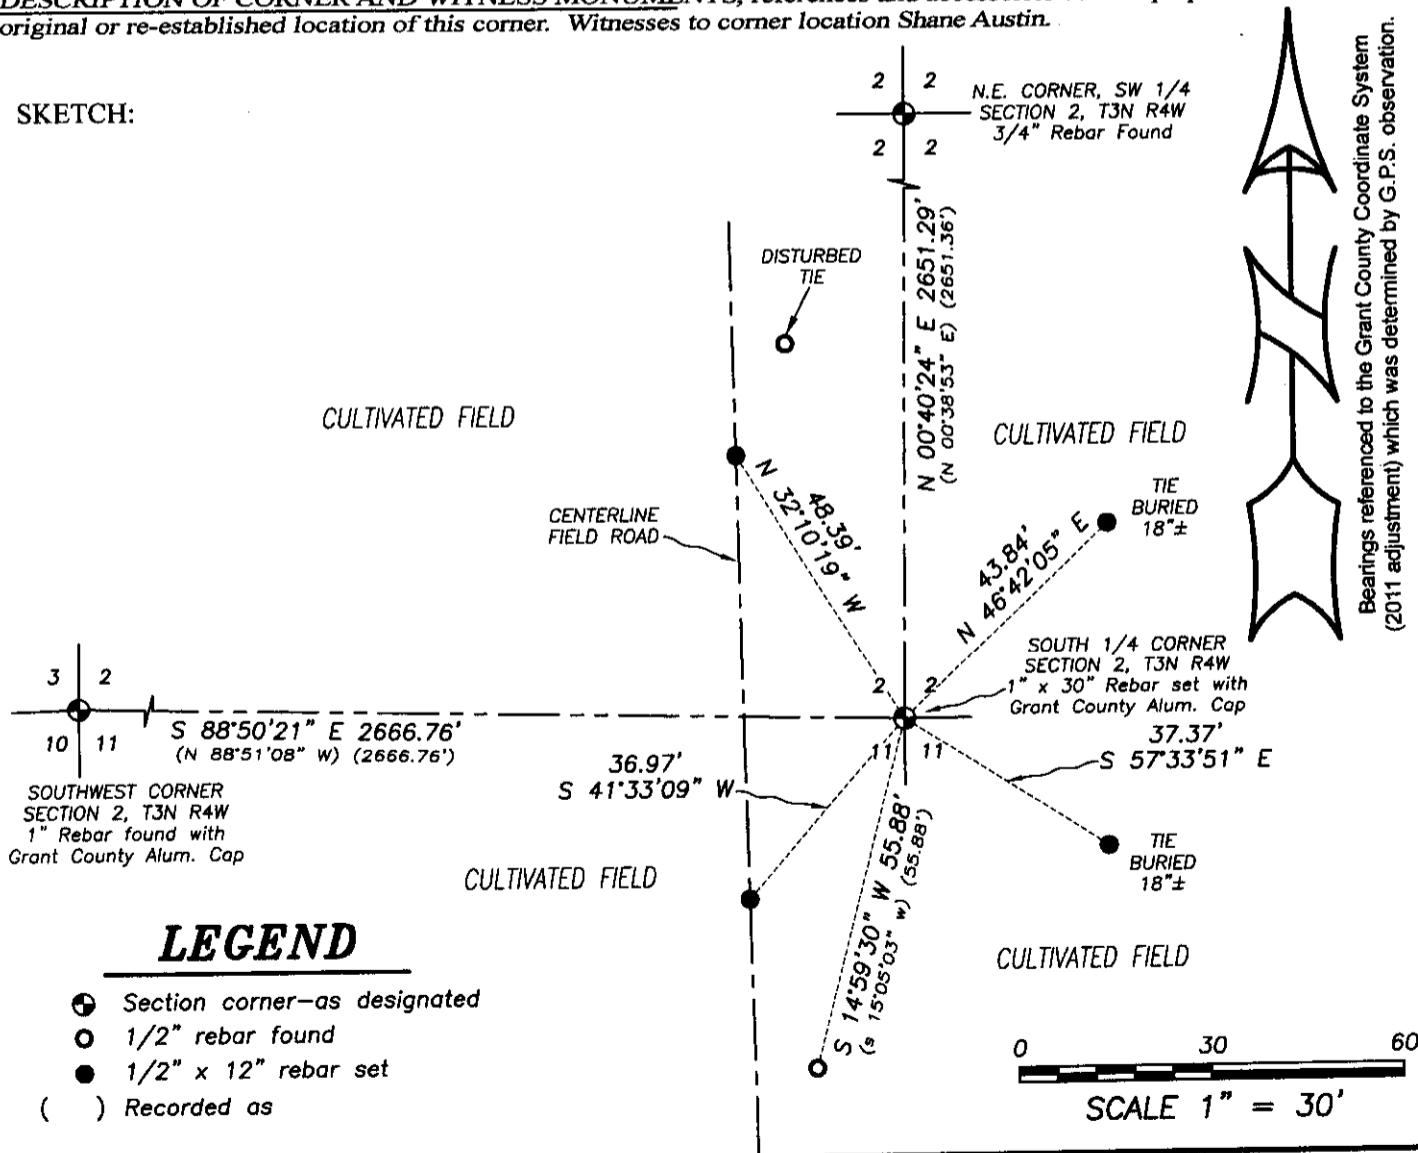 DESCRIPTION OF CORNER AND WITNESS MONUMENTS,
original or re-established location of this corner. Witnesses to corner location Shane Austin.
SKETCH:
2 2
2 2
N.E. CORNER, SW 1/4
SECTION 2, T3N R4W
3/4" Rebar Found
Bearings referenced to the Grant County Coordinate System
(2011 adjustment) which was determined by G.P.S. observation.
N 00°40'24" E 2651.29'
(N 00°38'53" E) (2651.36')
DISTURBED
TIE
CULTIVATED FIELD
CULTIVATED FIELD
48.39'
N 32°10'19" W
CENTERLINE
FIELD ROAD
43.84'
N 46°42'05" E
TIE
BURIED
18"±
SOUTH 1/4 CORNER
SECTION 2, T3N R4W
1" x 30" Rebar set with
Grant County Alum. Cap
2 2
11 11
3 2
10 11
S 88°50'21" E 2666.76'
(N 88°51'08" W) (2666.76')
SOUTHWEST CORNER
SECTION 2, T3N R4W
1" Rebar found with
Grant County Alum. Cap
36.97'
S 41°33'09" W
37.37'
S 57°33'51" E
TIE
BURIED
18"±
S 14°59'30" W 55.88'
(s 15°05'03" w) (55.88')
CULTIVATED FIELD
CULTIVATED FIELD
LEGEND
Section corner-as designated
1/2" rebar found
1/2" x 12" rebar set
( ) Recorded as
0 30 60
SCALE 1" = 30'